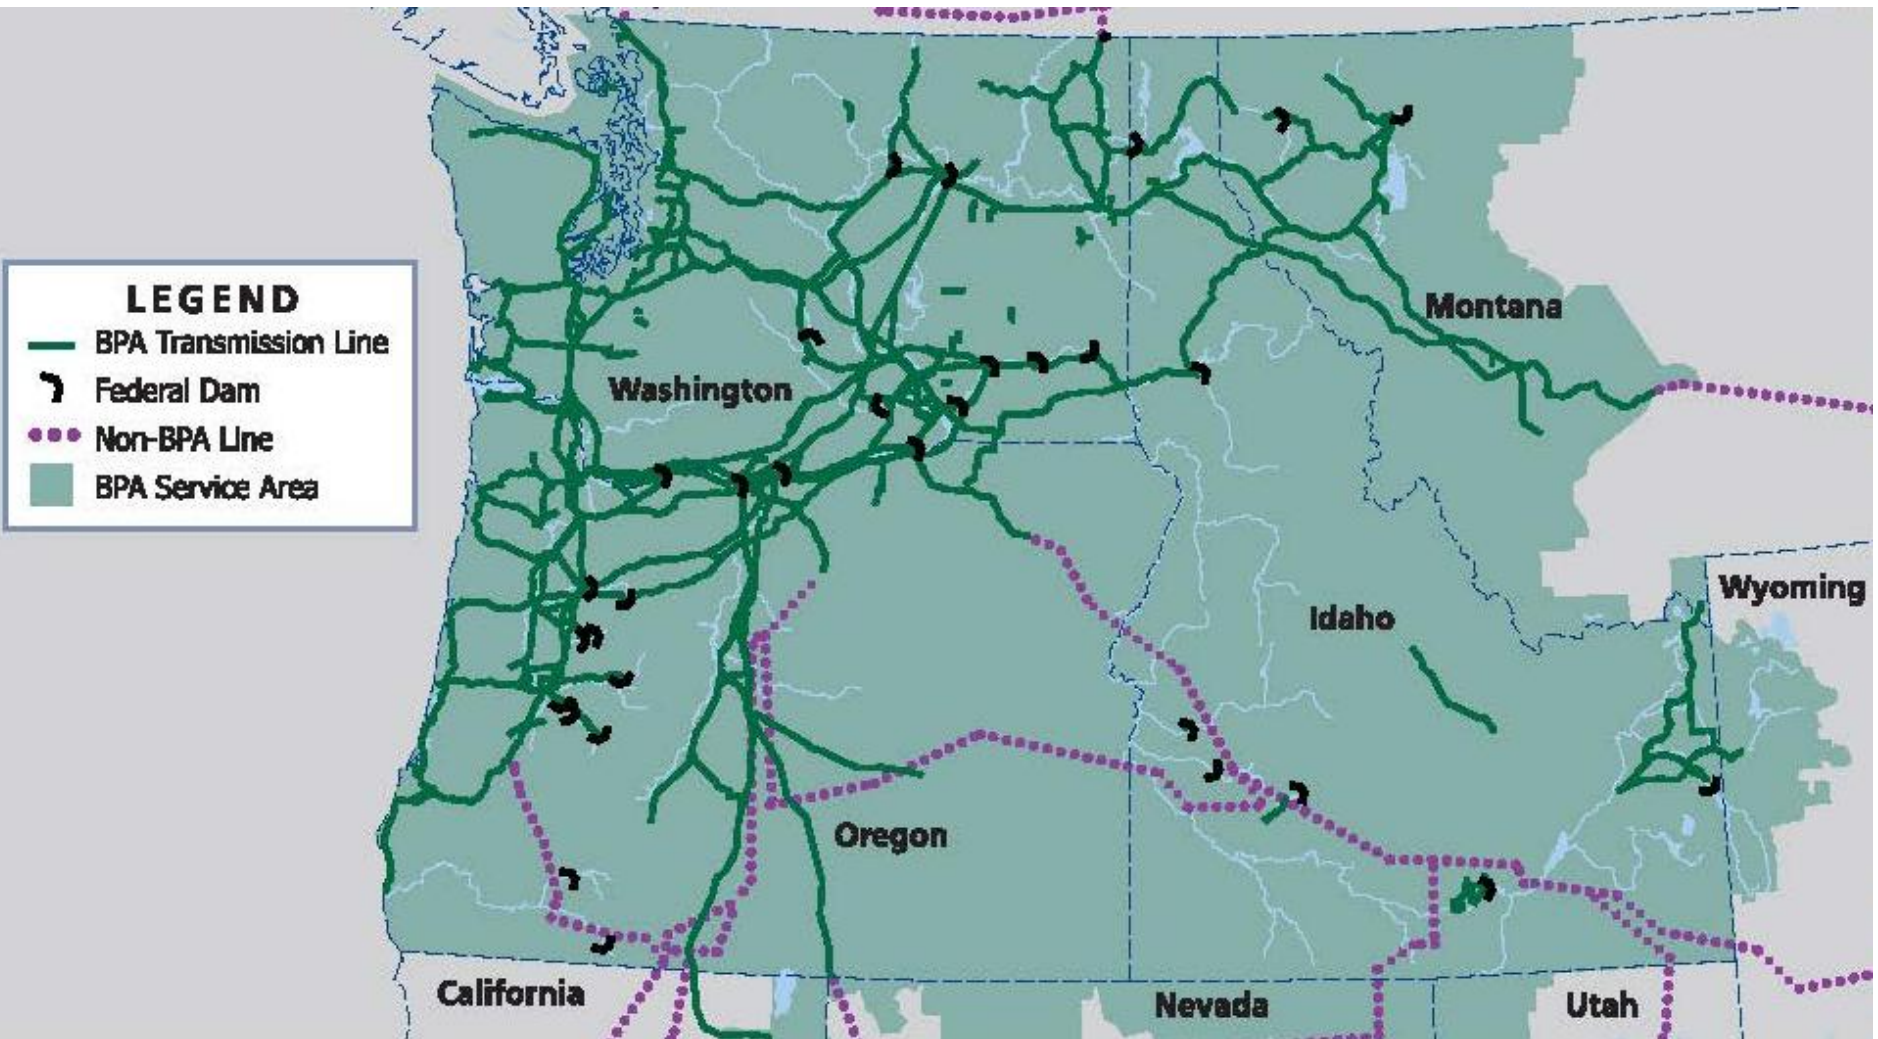 LEGEND
BPA Transmission Line
Federal Dam
Non-BPA Line
BPA Service Area
Washington
Montana
Wyoming
Idaho
Oregon
California
Nevada
Utah